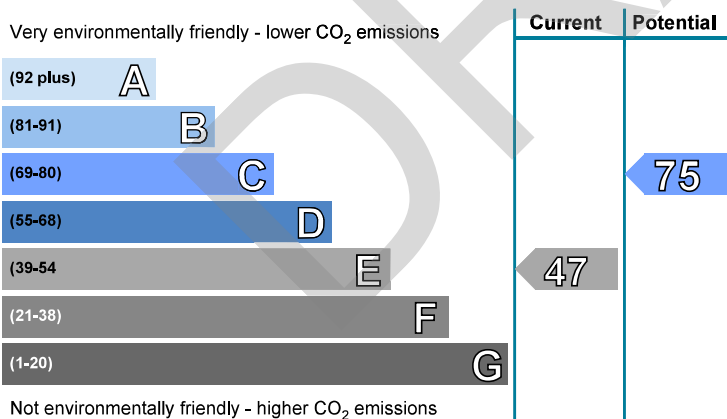 Current Potential
Very environmentally friendly - lower CO2 emissions
(92 plus) A
(81-91) B
(69-80) C 75
(55-68) D
(39-54 E 47
(21-38) F
(1-20) G
Not environmentally friendly - higher CO2 emissions